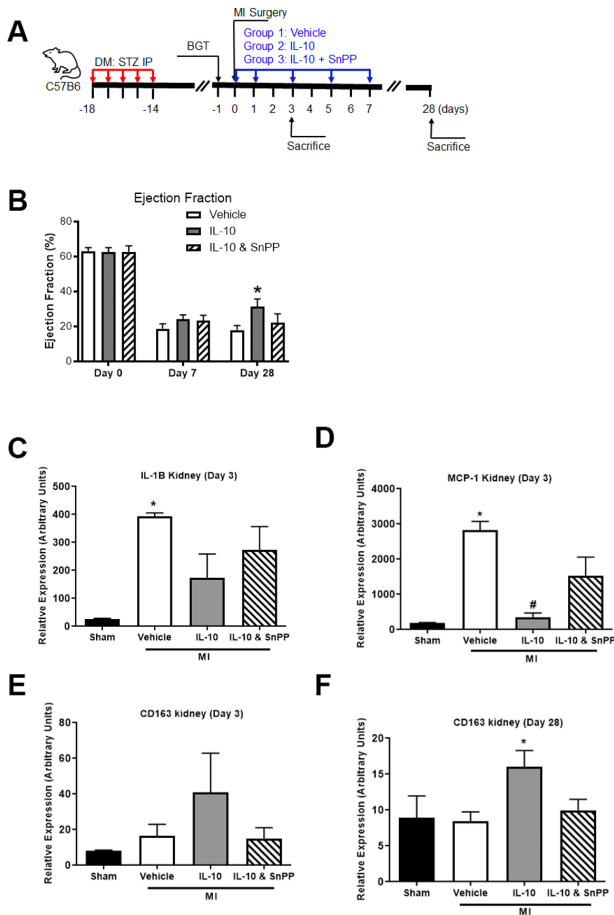 A
MI Surgery
BGT
Group 1: Vehicle
Group 2: IL-10
Group 3: IL-10 + SnPP
DM: STZ IP
C57B6
-18 -14 -1 0 1 2 3 4 5 6 7 28 (days)
Sacrifice Sacrifice
B
Ejection Fraction
Vehicle
IL-10
IL-10 & SnPP
Ejection Fraction (%)
80
60
40
20
0
*
Day 0 Day 7 Day 28
C
IL-1B Kidney (Day 3)
Relative Expression (Arbitrary Units)
500
400
300
200
100
0
*
Sham Vehicle IL-10 IL-10 & SnPP
MI
D
MCP-1 Kidney (Day 3)
Relative Expression (Arbitrary Units)
4000
3000
2000
1000
0
*
#
Sham Vehicle IL-10 IL-10 & SnPP
MI
E
CD163 kidney (Day 3)
Relative Expression (Arbitrary Units)
80
60
40
20
0
Sham Vehicle IL-10 IL-10 & SnPP
MI
F
CD163 kidney (Day 28)
Relative Expression (Arbitrary Units)
20
15
10
5
0
*
Sham Vehicle IL-10 IL-10 & SnPP
MI